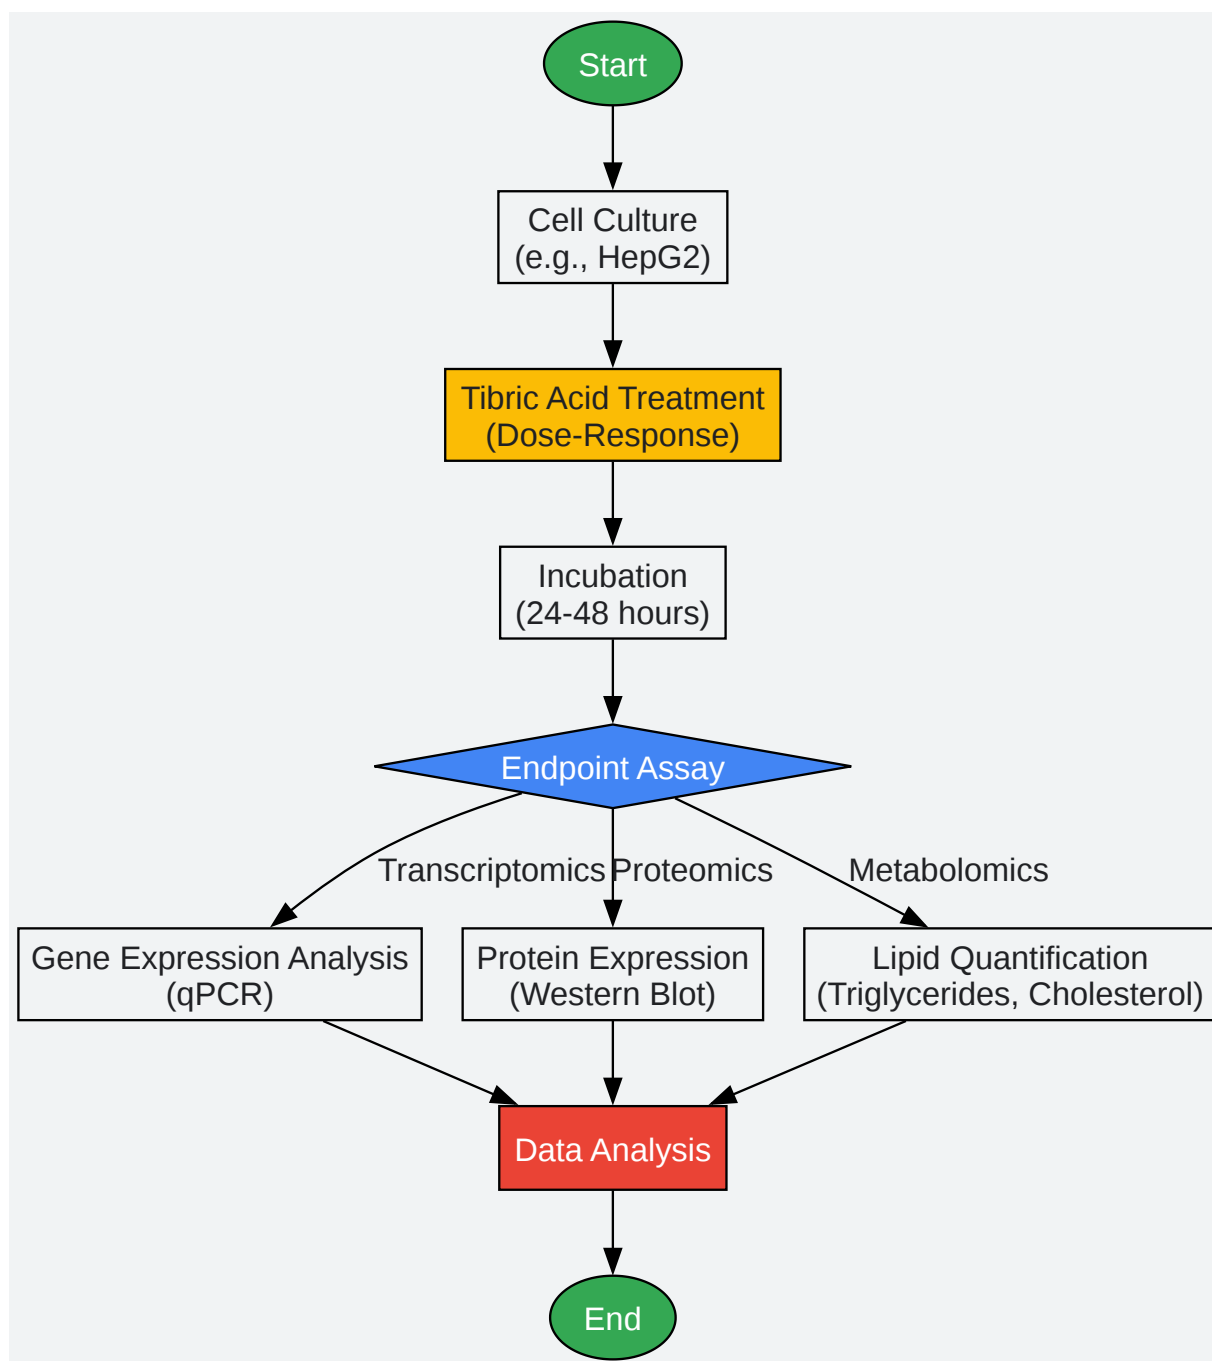 Start
Cell Culture
(e.g., HepG2)
Tibric Acid Treatment
(Dose-Response)
Incubation
(24-48 hours)
Endpoint Assay
Transcriptomics
Proteomics
Metabolomics
Gene Expression Analysis
(qPCR)
Protein Expression
(Western Blot)
Lipid Quantification
(Triglycerides, Cholesterol)
Data Analysis
End